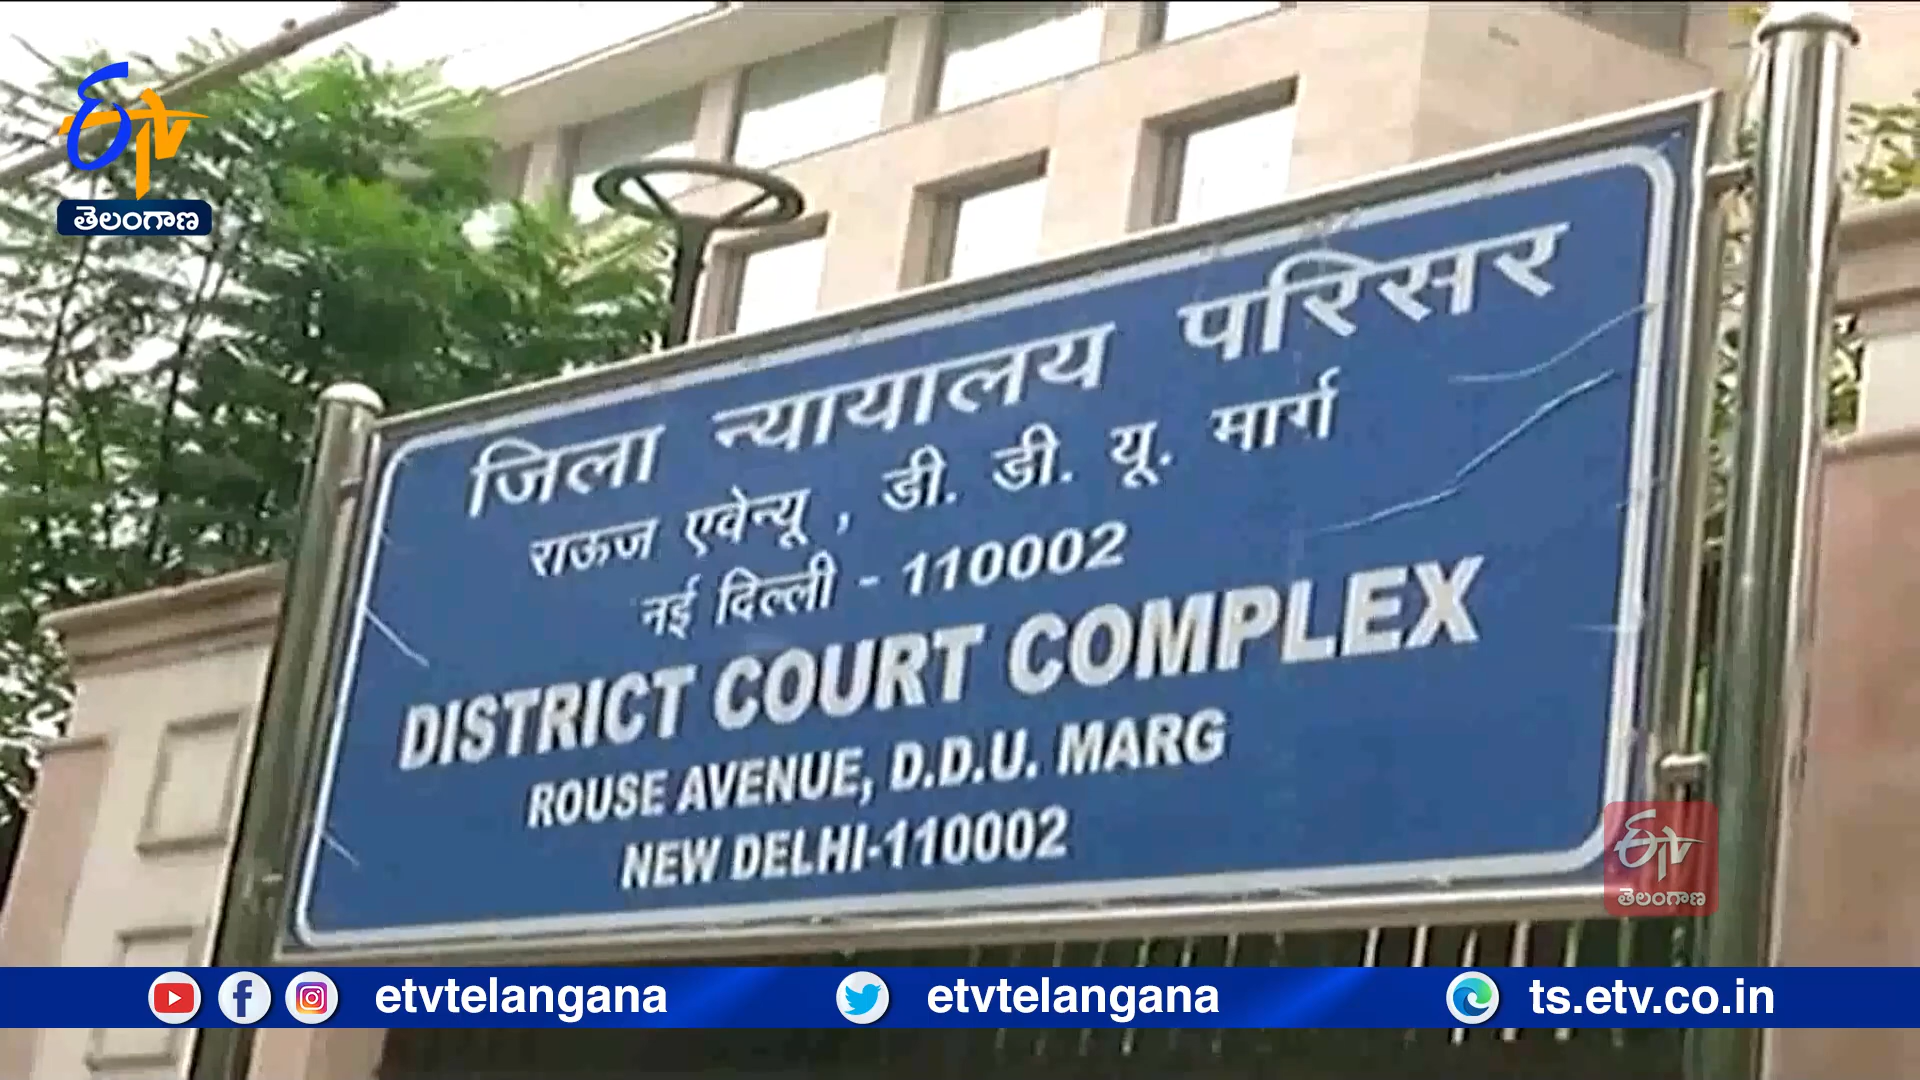 ETV
తెలంగాణ
जिला न्यायालय परिसर
राऊज एवेन्यू, डी. डी. यू. मार्ग
नई दिल्ली - 110002
DISTRICT COURT COMPLEX
ROUSE AVENUE, D.D.U. MARG
NEW DELHI-110002
ETV
తెలంగాణ
etvtelangana
etvtelangana
ts.etv.co.in